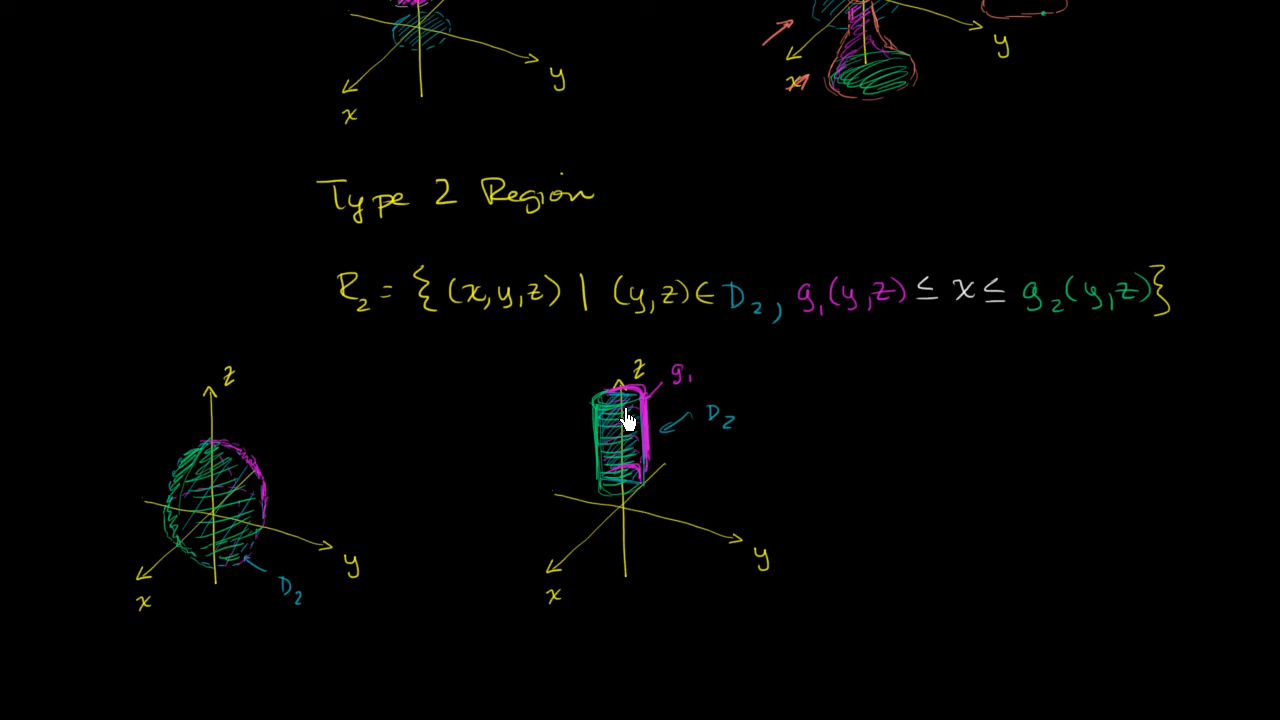 y
x
y
x
Type 2 Region
R₂ = { (x,y,z) | (y,z) ∈ D₂, g₁(y,z) ≤ x ≤ g₂(y,z) }
z
y
x
D₂
z
g₁
D₂
y
x